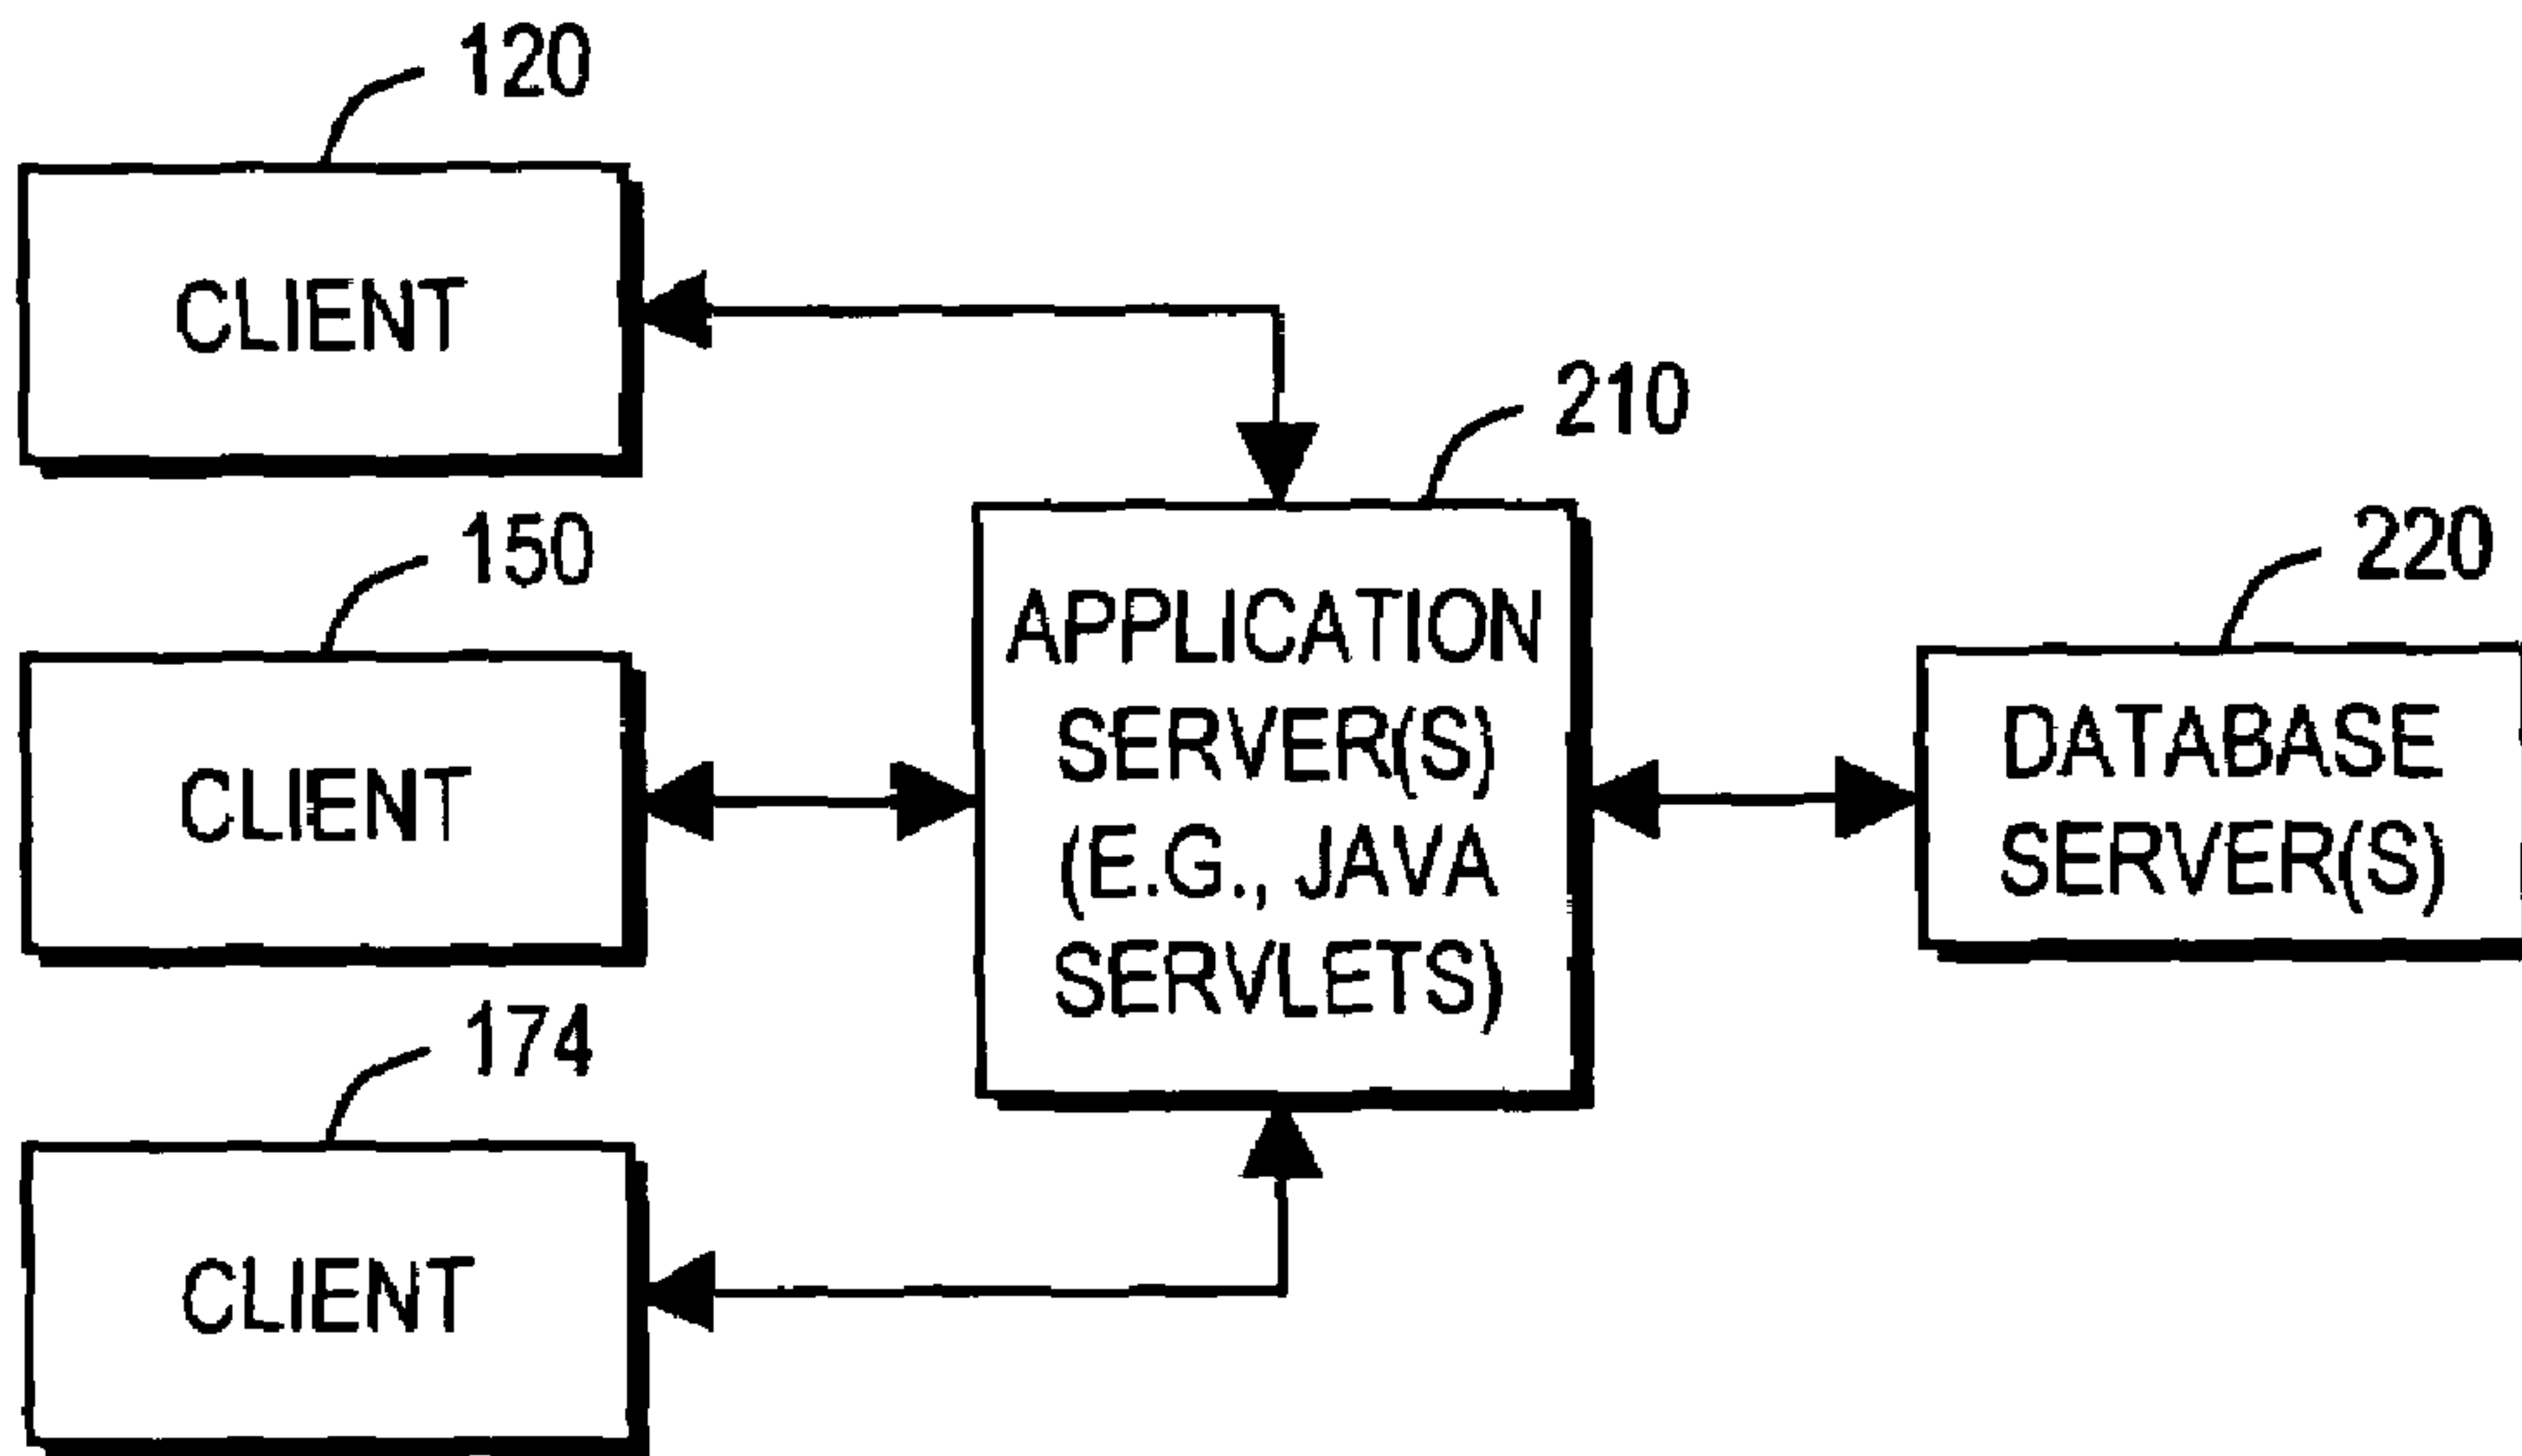 120
CLIENT
210
150
CLIENT
APPLICATION
SERVER(S)
(E.G., JAVA
SERVLETS)
220
DATABASE
SERVER(S)
174
CLIENT